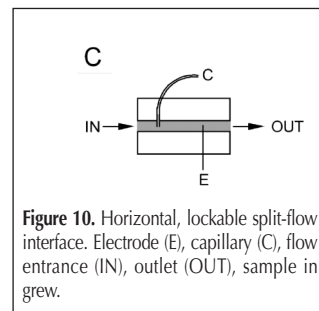 C
C
IN
OUT
E
Figure 10. Horizontal, lockable split-flow
interface. Electrode (E), capillary (C), flow
entrance (IN), outlet (OUT), sample in
grew.